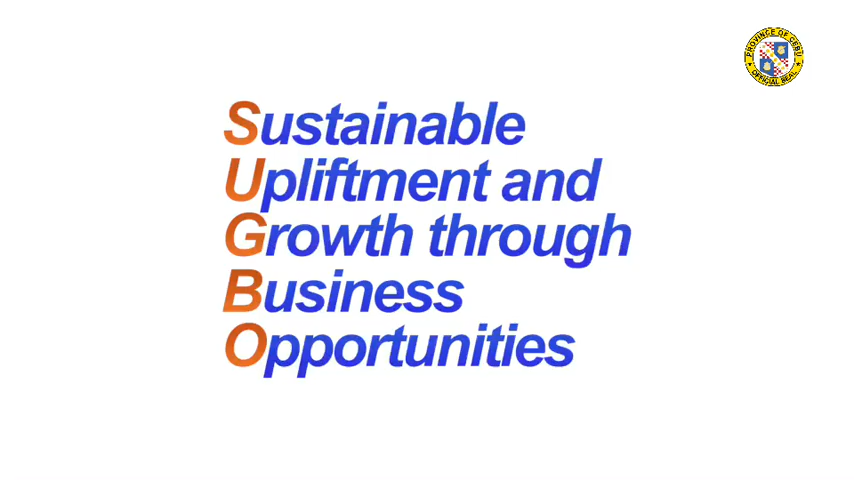 PROVINCE OF CEBU
OFFICIAL SEAL
Sustainable
Upliftment and
Growth through
Business
Opportunities